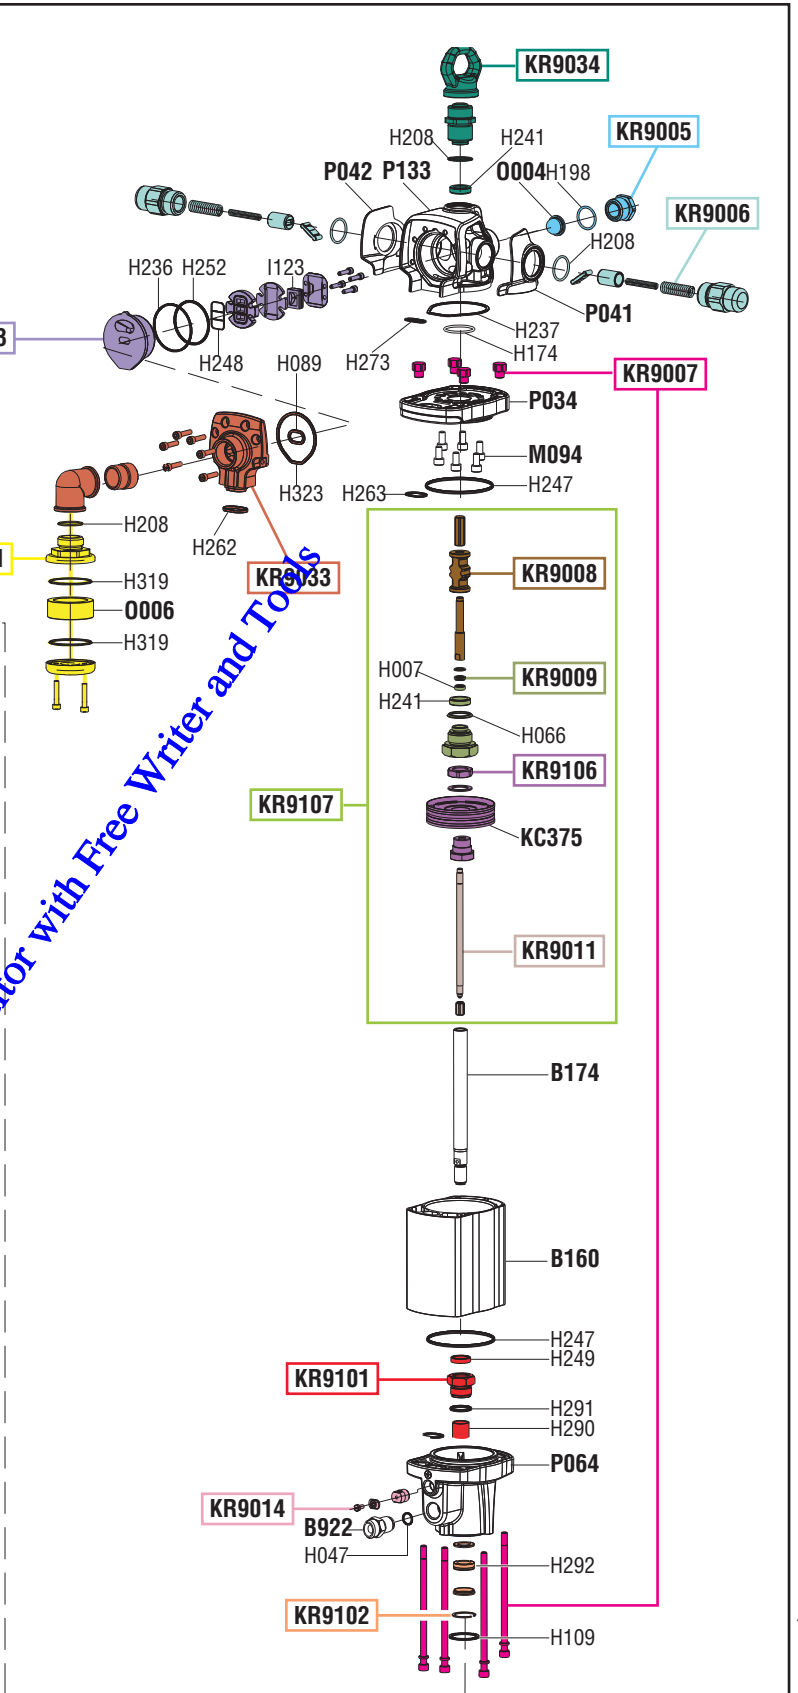 KR9034
H208
H241
KR9005
P042
P133
O004
H198
KR9006
H208
H236
H252
I123
P041
H237
H248
H273
H174
H089
KR9007
P034
M094
H323
H263
H247
H208
H262
KR9033
KR9008
H319
O006
H319
H007
KR9009
H241
H066
KR9106
KR9107
KC375
KR9011
B174
B160
H247
H249
KR9101
H291
H290
P064
KR9014
B922
H047
H292
KR9102
H109
with Free Writer and Tools